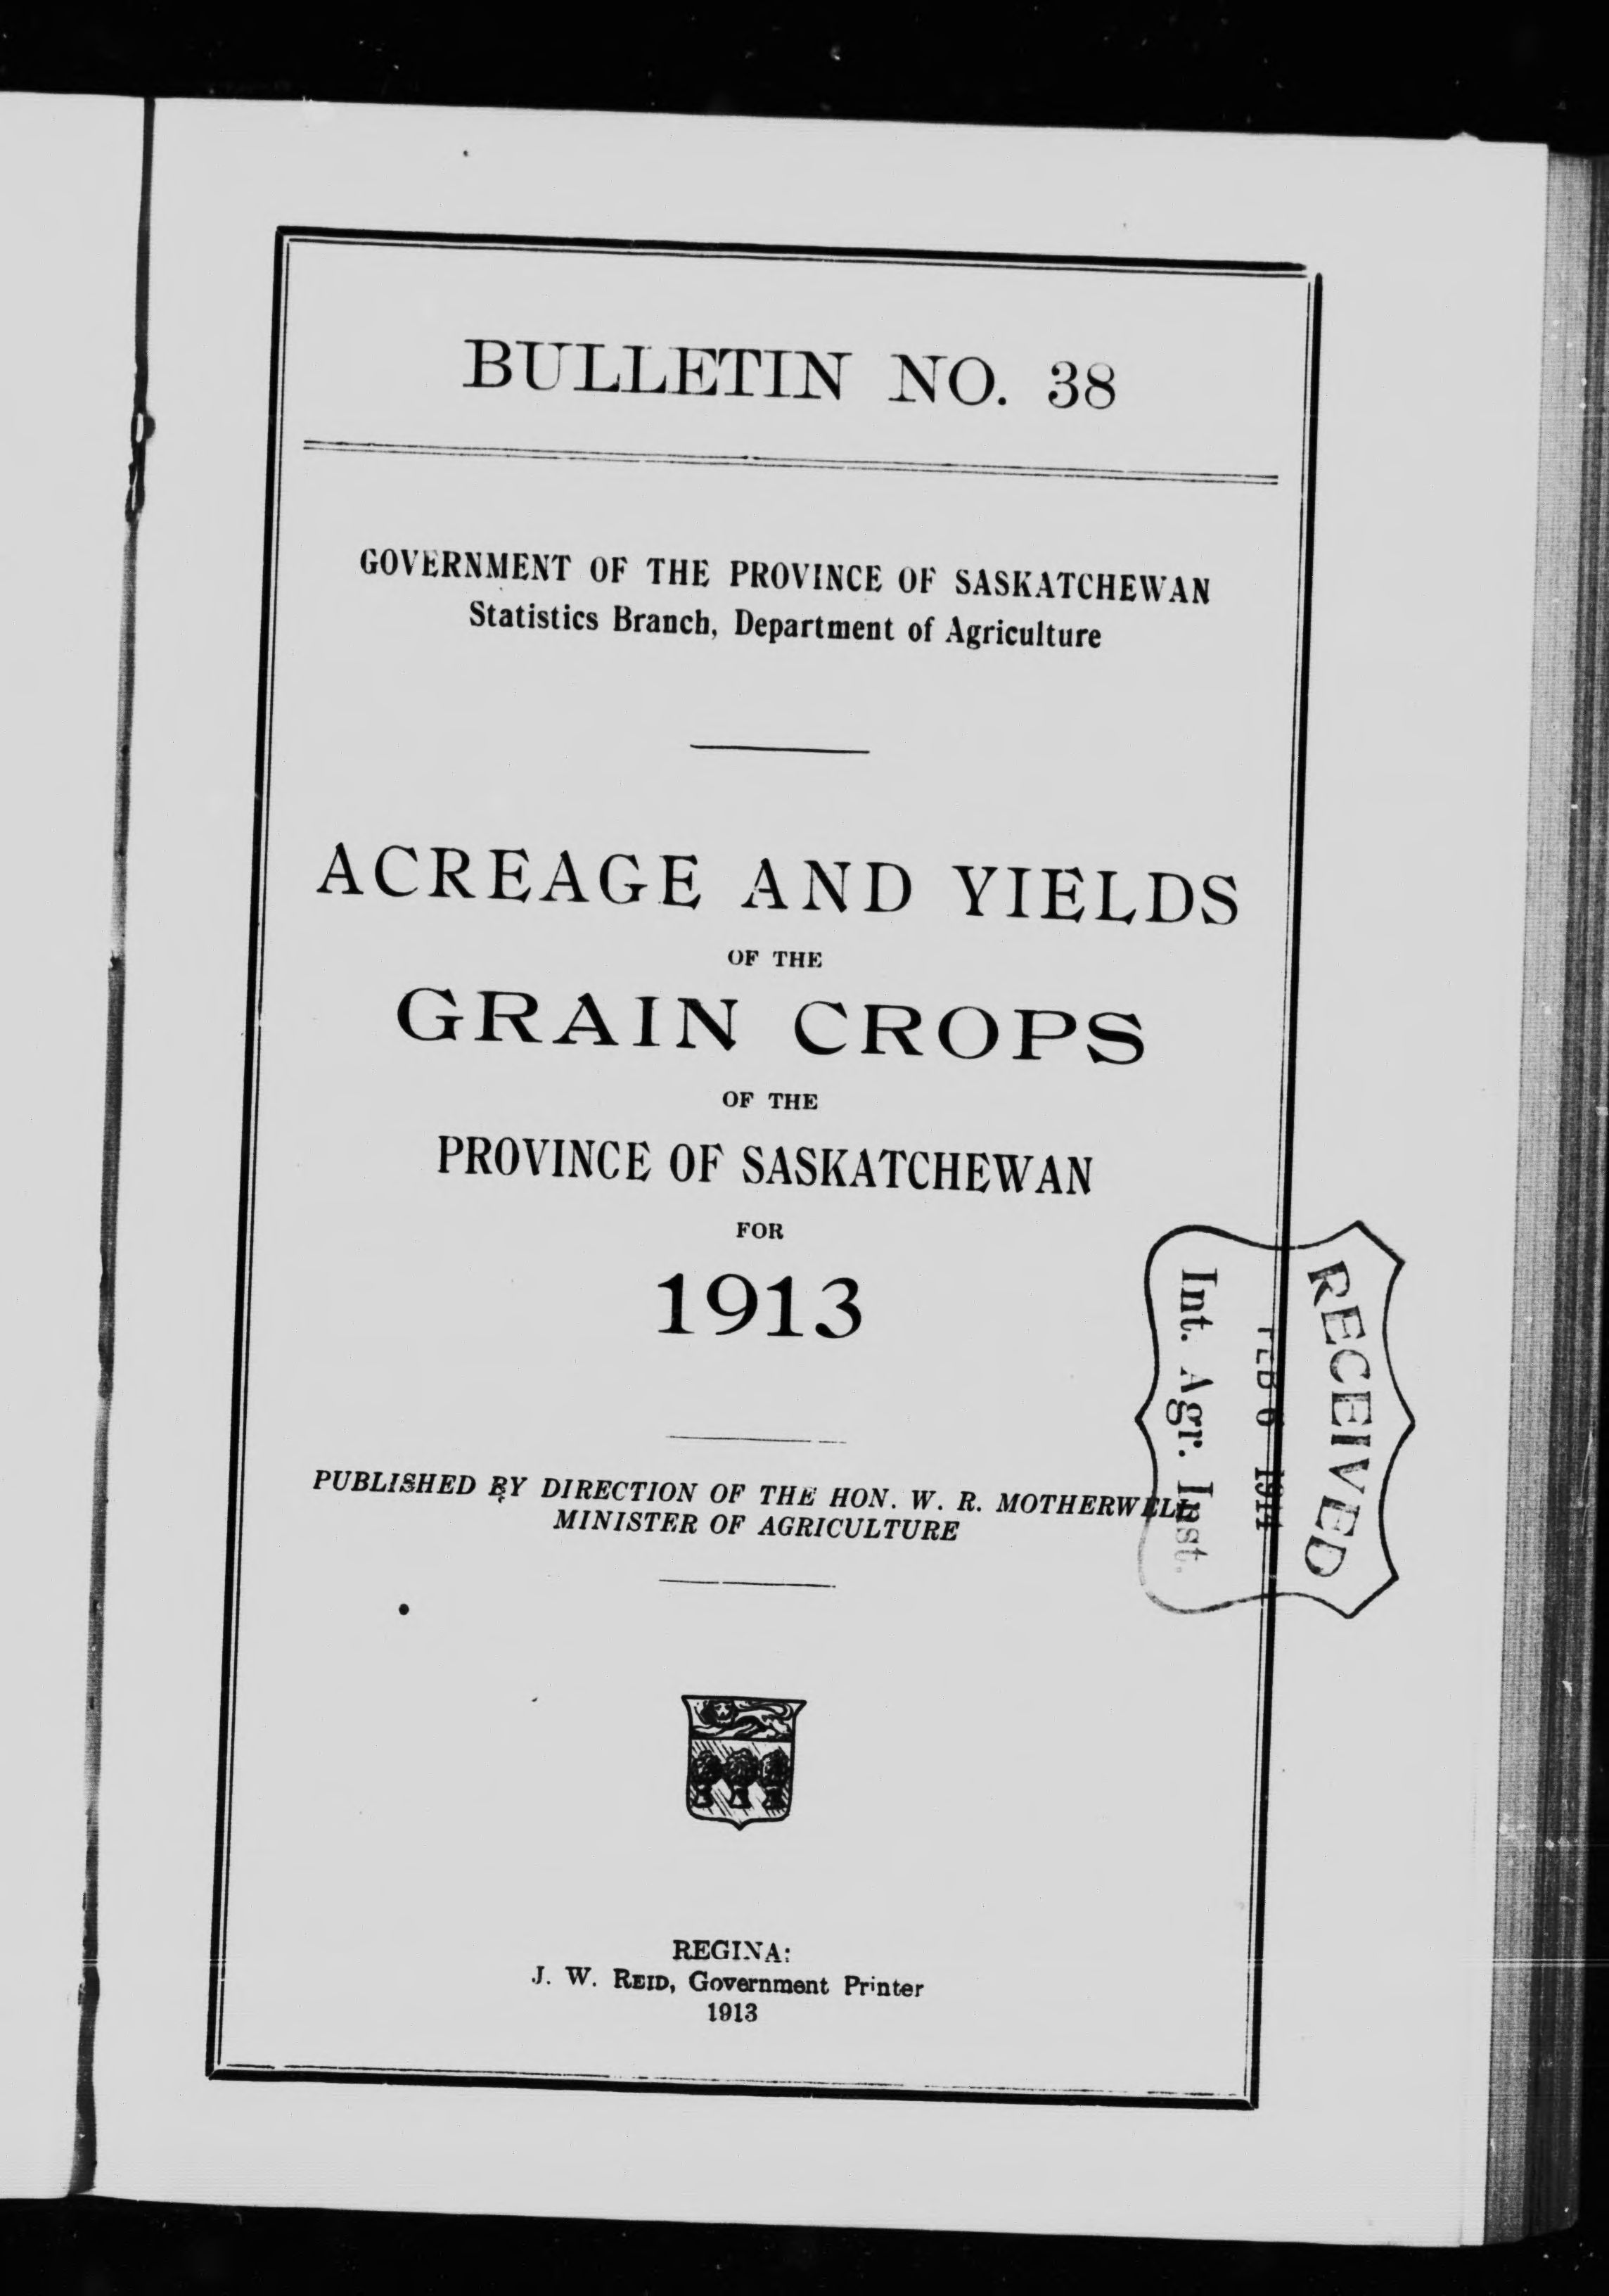 BULLETIN NO. 38
GOVERNMENT OF THE PROVINCE OF SASKATCHEWAN
Statistics Branch, Department of Agriculture
ACREAGE AND YIELDS
OF THE
GRAIN CROPS
OF THE
PROVINCE OF SASKATCHEWAN
FOR
1913
PUBLISHED BY DIRECTION OF THE HON. W. R. MOTHERWELL
MINISTER OF AGRICULTURE
RECEIVED
FEB 6 1914
Int. Agr. Inst.
REGINA:
J. W. REID, Government Printer
1913